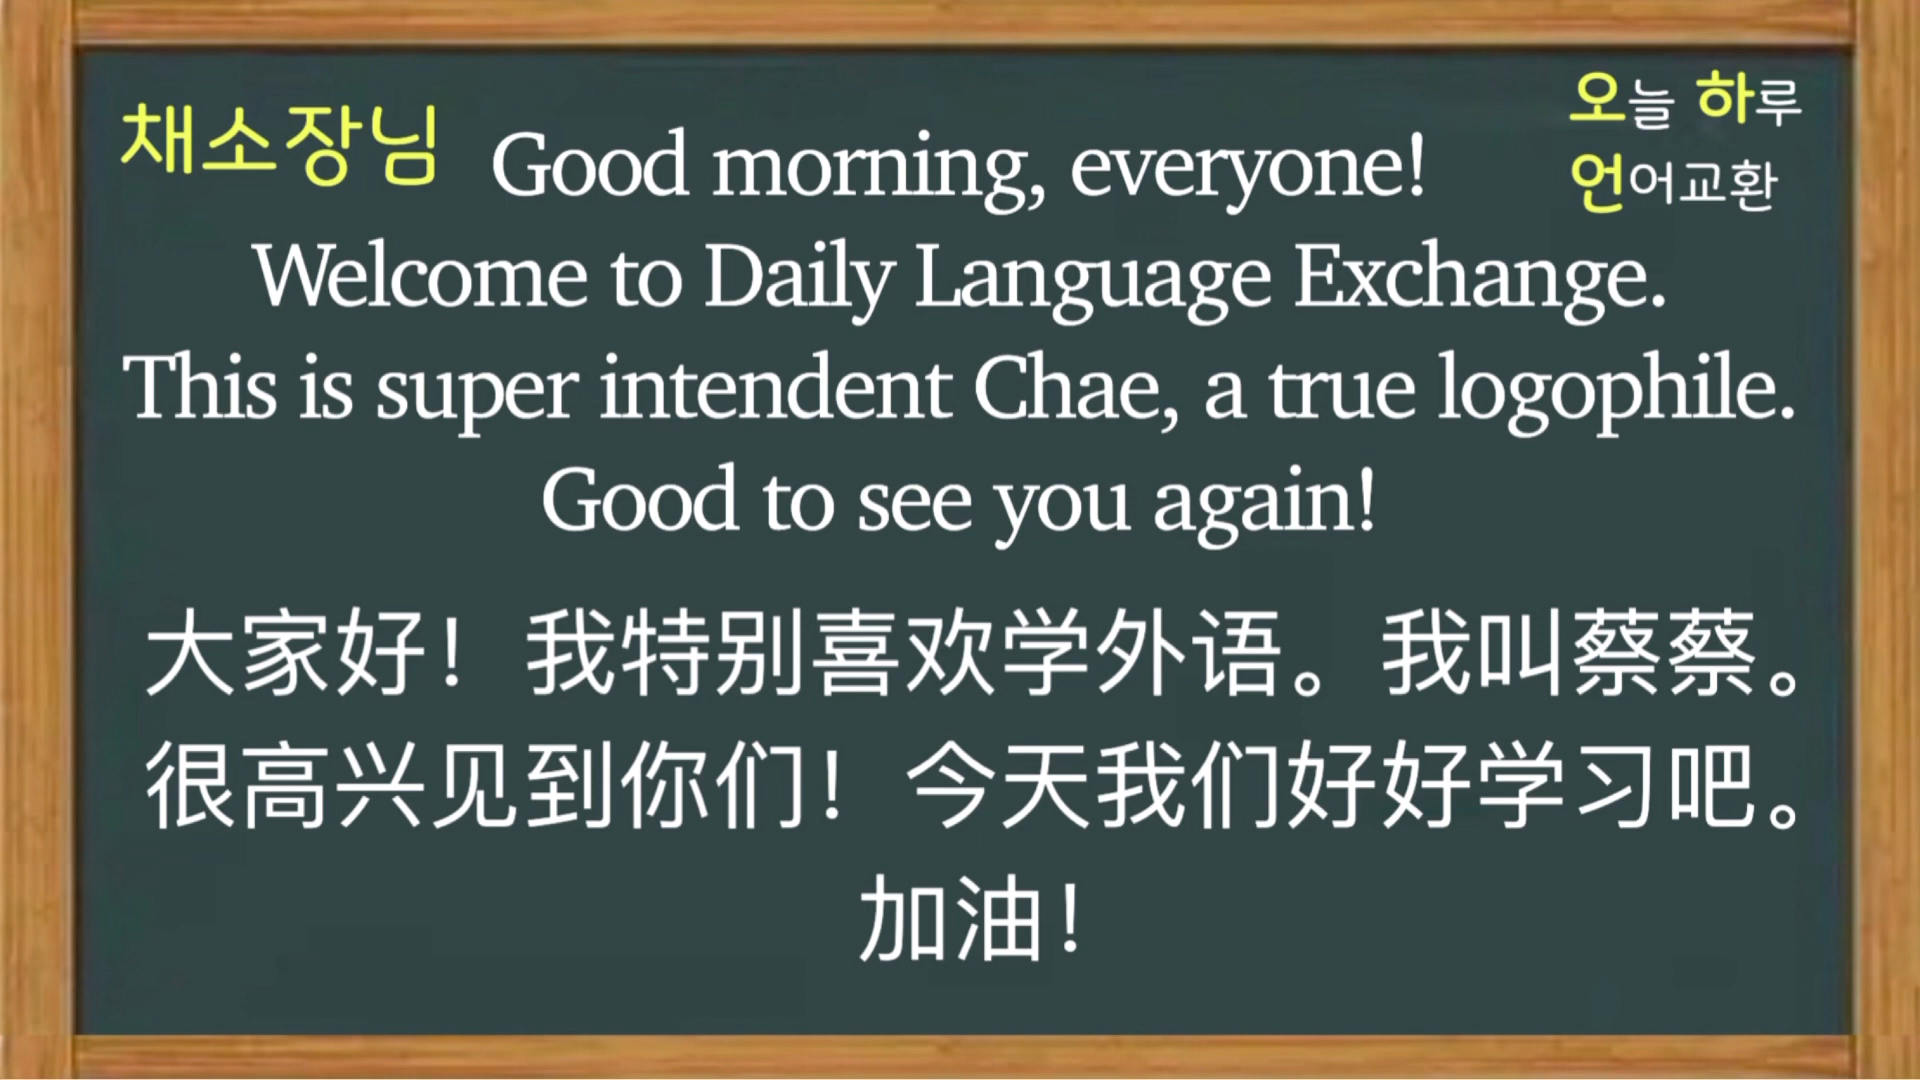 채소장님
오늘 하루
언어교환
Good morning, everyone!
Welcome to Daily Language Exchange.
This is super intendent Chae, a true logophile.
Good to see you again!
大家好！我特别喜欢学外语。我叫蔡蔡。
很高兴见到你们！今天我们好好学习吧。
加油！